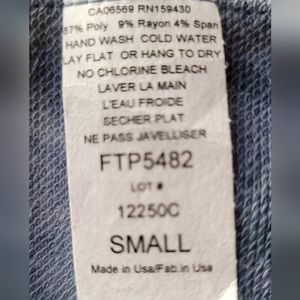 CA06569 RN159430
87% Poly 9% Rayon 4% Span
HAND WASH COLD WATER
LAY FLAT OR HANG TO DRY
NO CHLORINE BLEACH
LAVER LA MAIN
L'EAU FROIDE
SECHER PLAT
NE PASS JAVELLISER
FTP5482
LOT #
12250C
SMALL
Made in Usa/Fab.in Usa